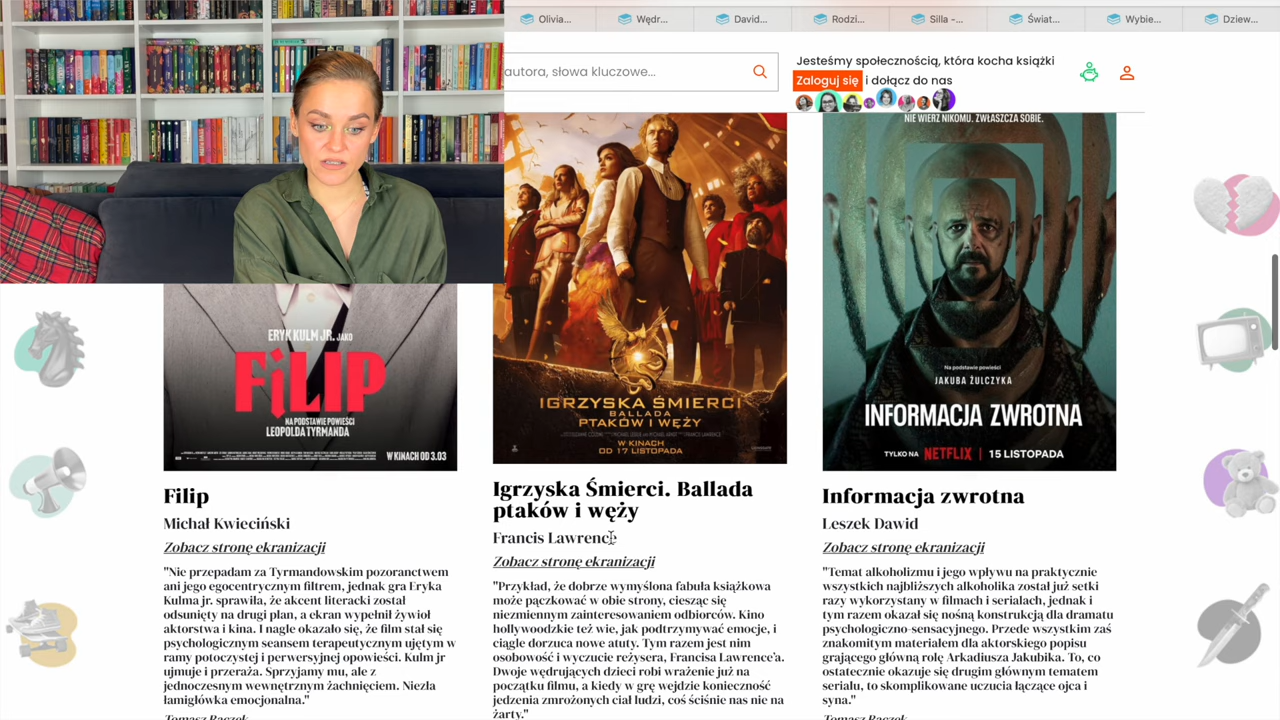 Olivia...
Wędr...
David...
Rodzi...
Silla -...
Świat...
Wybie...
Dziew...
autora, słowa kluczowe...
Jesteśmy społecznością, która kocha książki
Zaloguj się i dołącz do nas
ERYK KULM JR. JAKO
FiLIP
NA PODSTAWIE POWIEŚCI
LEOPOLDA TYRMANDA
W KINACH OD 3.03
Filip
Michał Kwieciński
Zobacz stronę ekranizacji
"Nie przepadam za Tyrmandowskim pozoranctwem
ani jego egocentrycznym filtrem, jednak gra Eryka
Kulma jr. sprawiła, że akcent literacki został
odsunięty na drugi plan, a ekran wypełnił żywioł
aktorstwa i kina. I nagle okazało się, że film stał się
psychologicznym seansem terapeutycznym ujętym w
ramy potoczystej i perwersyjnej opowieści. Kulm jr
ujmuje i przeraża. Sprzyjamy mu, ale z
jednoczesnym wewnętrznym żachnięciem. Niezła
łamigłówka emocjonalna."
Tomasz Raczek
IGRZYSKA ŚMIERCI
BALLADA
PTAKÓW I WĘŻY
W KINACH
OD 17 LISTOPADA
Igrzyska Śmierci. Ballada
ptaków i węży
Francis Lawrence
Zobacz stronę ekranizacji
"Przykład, że dobrze wymyślona fabuła książkowa
może pączkować w obie strony, ciesząc się
niezmiennym zainteresowaniem odbiorców. Kino
hollywoodzkie też wie, jak podtrzymywać emocje, i
ciągle dorzuca nowe atuty. Tym razem jest nim
osobowość i wyczucie reżysera, Francisa Lawrence'a.
Dwoje wędrujących dzieci robi wrażenie już na
początku filmu, a kiedy w grę wejdzie konieczność
jedzenia zmrożonych ciał ludzi, coś ściśnie nas nie na
żarty."
NIE WIERZ NIKOMU. ZWŁASZCZA SOBIE.
Na podstawie powieści
JAKUBA ŻULCZYKA
INFORMACJA ZWROTNA
TYLKO NA NETFLIX | 15 LISTOPADA
Informacja zwrotna
Leszek Dawid
Zobacz stronę ekranizacji
"Temat alkoholizmu i jego wpływu na praktycznie
wszystkich najbliższych alkoholika został już setki
razy wykorzystany w filmach i serialach, jednak i
tym razem okazał się nośną konstrukcją dla dramatu
psychologiczno-sensacyjnego. Przede wszystkim zaś
znakomitym materiałem dla aktorskiego popisu
grającego główną rolę Arkadiusza Jakubika. To, co
ostatecznie okazuje się drugim głównym tematem
serialu, to skomplikowane uczucia łączące ojca i
syna."
Tomasz Raczek